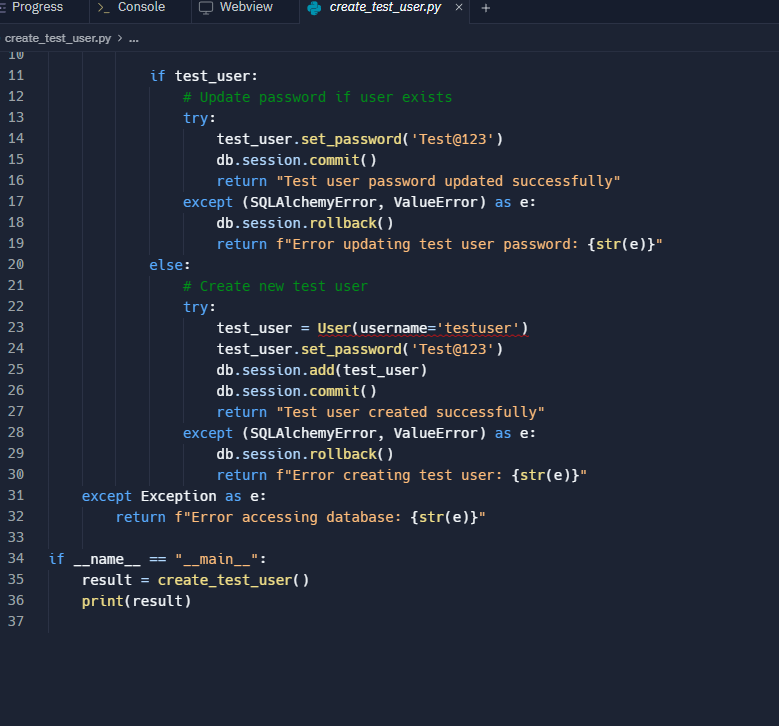 Progress
Console
Webview
create_test_user.py × +
create_test_user.py > ...
10
11 if test_user:
12 # Update password if user exists
13 try:
14 test_user.set_password('Test@123')
15 db.session.commit()
16 return "Test user password updated successfully"
17 except (SQLAlchemyError, ValueError) as e:
18 db.session.rollback()
19 return f"Error updating test user password: {str(e)}"
20 else:
21 # Create new test user
22 try:
23 test_user = User(username='testuser')
24 test_user.set_password('Test@123')
25 db.session.add(test_user)
26 db.session.commit()
27 return "Test user created successfully"
28 except (SQLAlchemyError, ValueError) as e:
29 db.session.rollback()
30 return f"Error creating test user: {str(e)}"
31 except Exception as e:
32 return f"Error accessing database: {str(e)}"
33
34 if __name__ == "__main__":
35 result = create_test_user()
36 print(result)
37